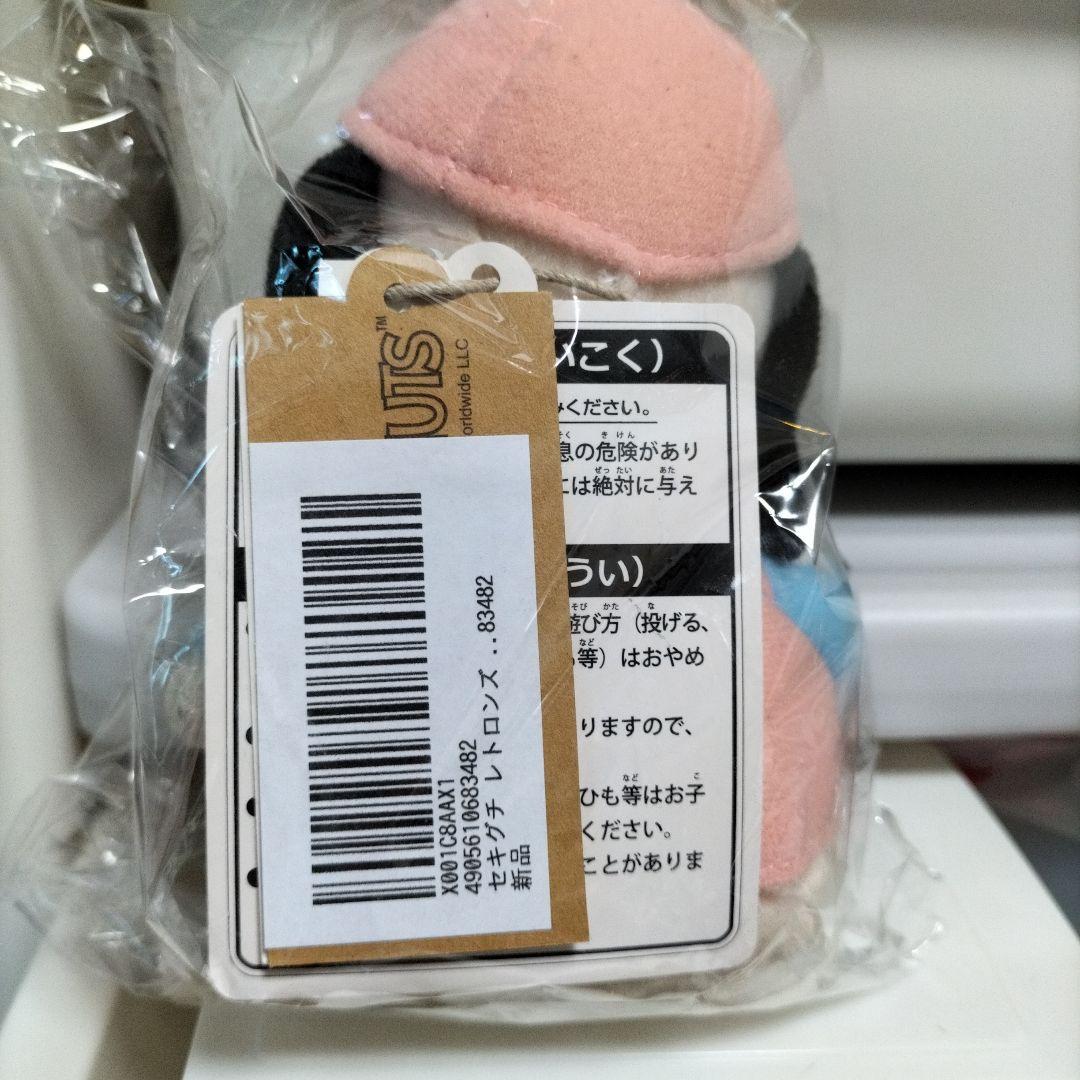 UTS™
orldwide LLC
X001C8AAX1
4905610683482
セキグチ レトロンズ ..83482
新品
いこく）
みください。
息の危険があり
には絶対に与え
うい）
遊び方（投げる、
等）はおやめ
りますので、
ひも等はお子
ください。
ことがありま